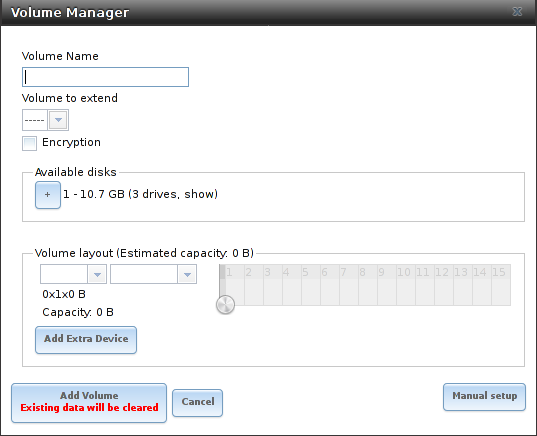 Volume Manager
Volume Name
Volume to extend
-----
Encryption
Available disks
+ 1 - 10.7 GB (3 drives, show)
Volume layout (Estimated capacity: 0 B)
1 2 3 4 5 6 7 8 9 10 11 12 13 14 15
0x1x0 B
Capacity: 0 B
Add Extra Device
Add Volume
Existing data will be cleared
Cancel
Manual setup